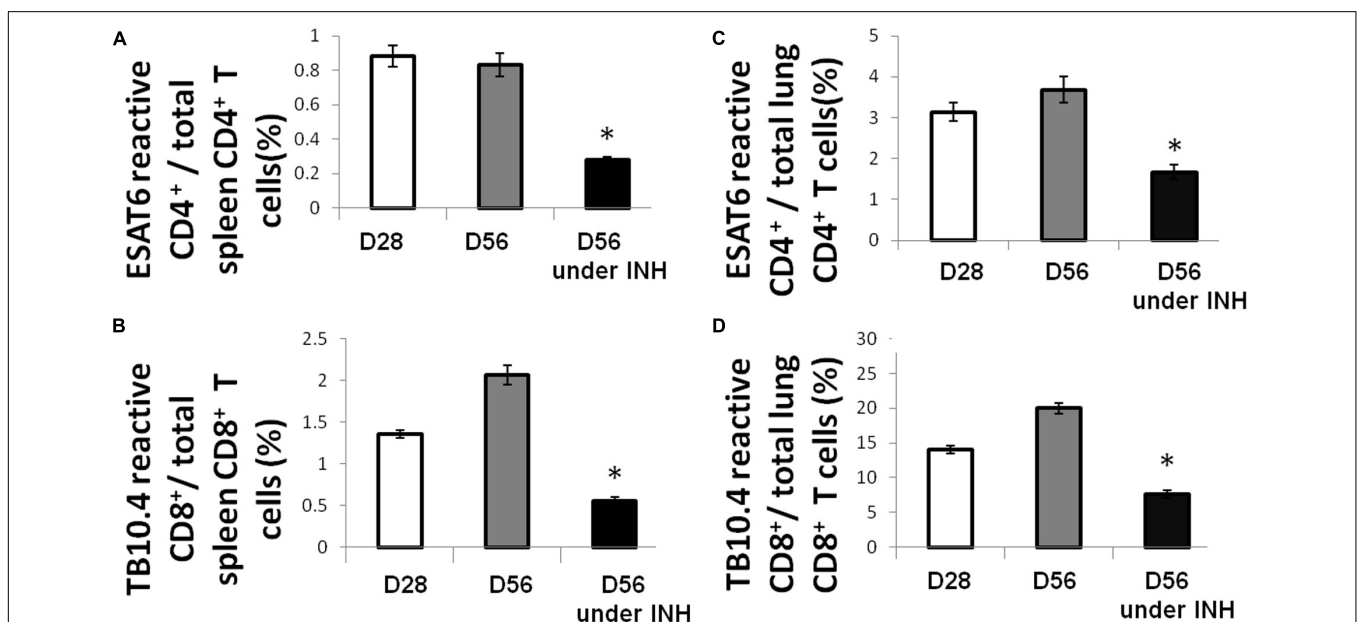 A
ESAT6 reactive
CD4⁺ / total
spleen CD4⁺ T
cells(%)
1
0.8
0.6
0.4
0.2
0
*
D28
D56
D56
under INH
C
ESAT6 reactive
CD4⁺ / total lung
CD4⁺ T cells(%)
5
4
3
2
1
0
*
D28
D56
D56
under INH
B
TB10.4 reactive
CD8⁺/ total
spleen CD8⁺ T
cells (%)
2.5
2
1.5
1
0.5
0
*
D28
D56
D56
under INH
D
TB10.4 reactive
CD8⁺/ total lung
CD8⁺ T cells (%)
30
25
20
15
10
5
0
*
D28
D56
D56
under INH